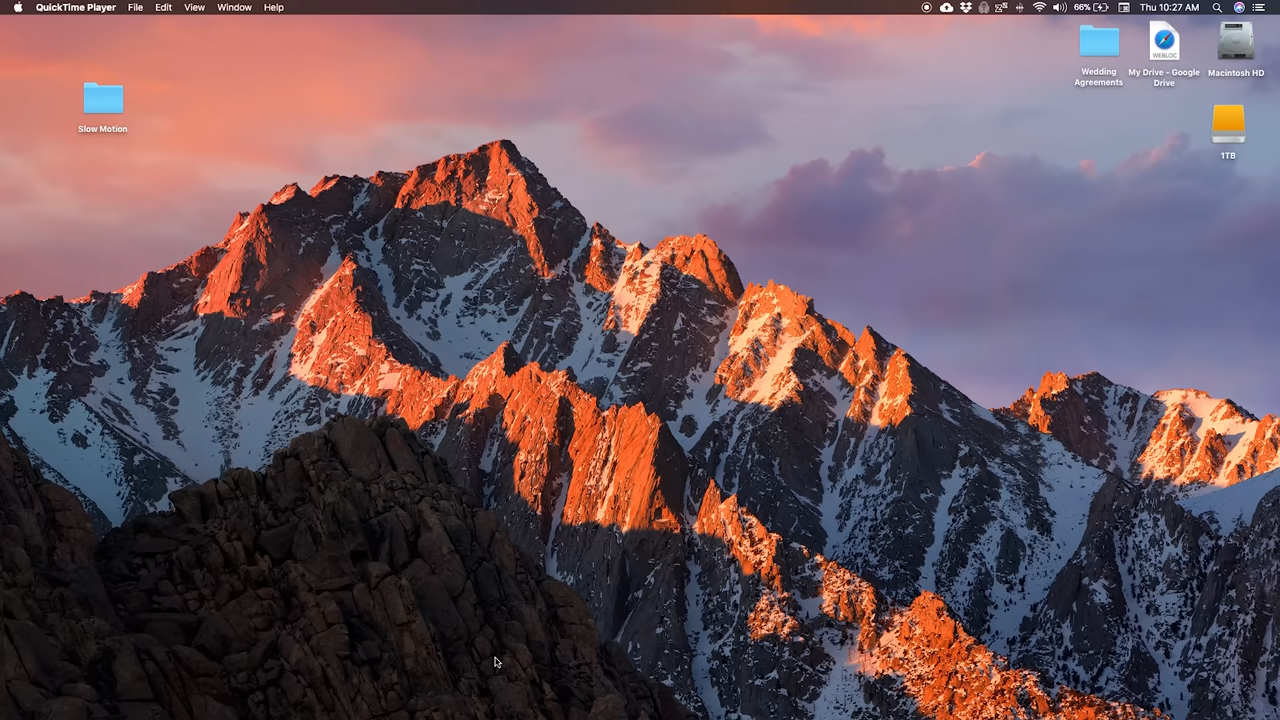 QuickTime Player File Edit View Window Help 66% Thu 10:27 AM
Slow Motion
Wedding
Agreements
WEBLOC
My Drive - Google
Drive
Macintosh HD
1TB